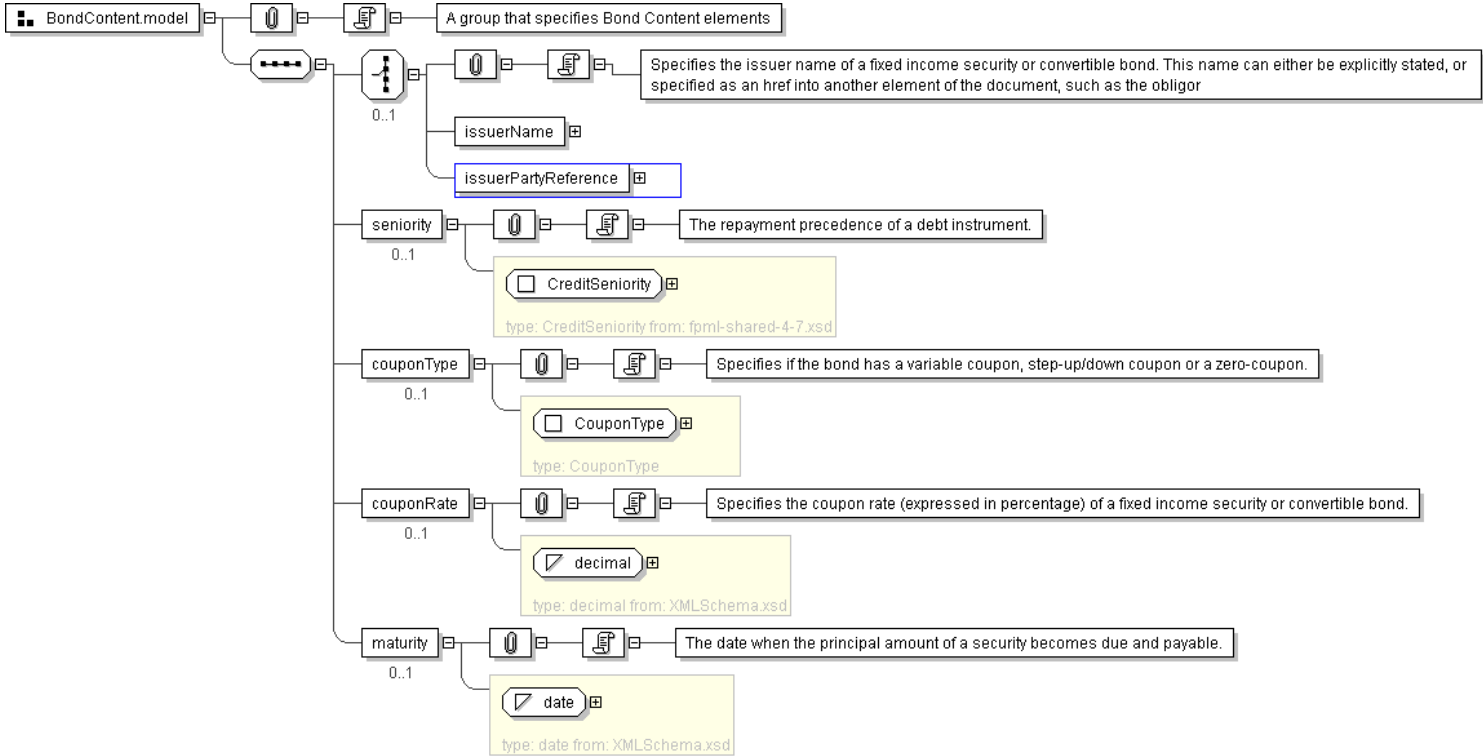 BondContent.model
A group that specifies Bond Content elements
0..1
Specifies the issuer name of a fixed income security or convertible bond. This name can either be explicitly stated, or
specified as an href into another element of the document, such as the obligor
issuerName
issuerPartyReference
seniority
0..1
The repayment precedence of a debt instrument.
CreditSeniority
type: CreditSeniority from: fpml-shared-4-7.xsd
couponType
0..1
Specifies if the bond has a variable coupon, step-up/down coupon or a zero-coupon.
CouponType
type: CouponType
couponRate
0..1
Specifies the coupon rate (expressed in percentage) of a fixed income security or convertible bond.
decimal
type: decimal from: XMLSchema.xsd
maturity
0..1
The date when the principal amount of a security becomes due and payable.
date
type: date from: XMLSchema.xsd